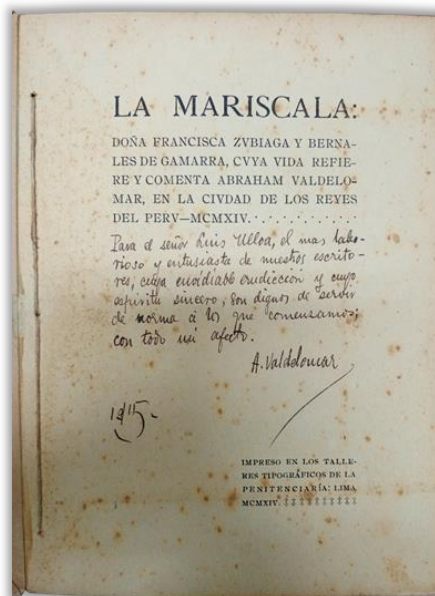 LA MARISCALA:
DOÑA FRANCISCA ZVBIAGA Y BERNA-
LES DE GAMARRA, CVYA VIDA REFIE-
RE Y COMENTA ABRAHAM VALDELO-
MAR, EN LA CIVDAD DE LOS REYES
DEL PERV—MCMXIV. · . · . · . · . · . ·
Para el señor Luis Ulloa, el mas labo-
rioso y entusiasta de nuestros escrito-
res, cuya envidiable erudicción y cuyo
espíritu sincero, son dignos de servir
de norma á los que comenzamos;
con todo mi afecto.
A. Valdelomar
1915-
IMPRESO EN LOS TALLE-
RES TIPOGRÁFICOS DE LA
PENITENCIARÍA: LIMA
MCMXIV.